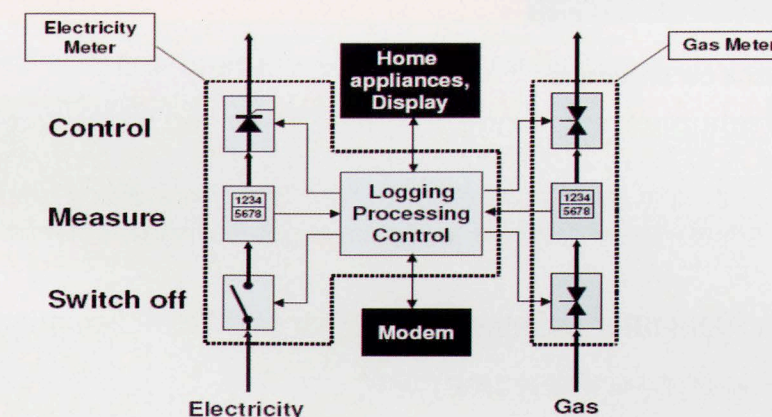 Electricity
Meter
Home
appliances,
Display
Gas Meter
Control
Measure
Switch off
1234
5678
Logging
Processing
Control
1234
5678
Modem
Electricity
Gas